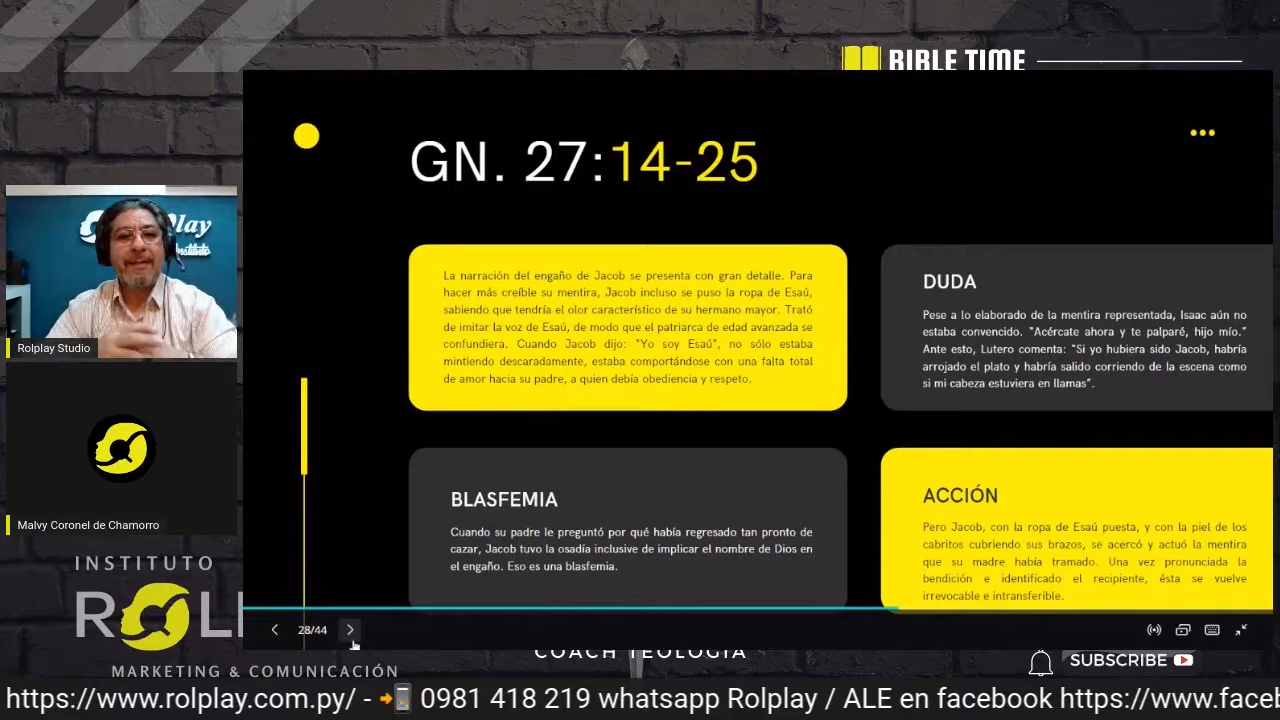 BIBLE TIME
GN. 27:14-25
La narración del engaño de Jacob se presenta con gran detalle. Para
hacer más creíble su mentira, Jacob incluso se puso la ropa de Esaú,
sabiendo que tendría el olor característico de su hermano mayor. Trató
de imitar la voz de Esaú, de modo que el patriarca de edad avanzada se
confundiera. Cuando Jacob dijo: "Yo soy Esaú", no sólo estaba
mintiendo descaradamente, estaba comportándose con una falta total
de amor hacia su padre, a quien debía obediencia y respeto.
DUDA
Pese a lo elaborado de la mentira representada, Isaac aún no
estaba convencido. "Acércate ahora y te palparé, hijo mío."
Ante esto, Lutero comenta: "Si yo hubiera sido Jacob, habría
arrojado el plato y habría salido corriendo de la escena como
si mi cabeza estuviera en llamas".
BLASFEMIA
Cuando su padre le preguntó por qué había regresado tan pronto de
cazar, Jacob tuvo la osadía inclusive de implicar el nombre de Dios en
el engaño. Eso es una blasfemia.
ACCIÓN
Pero Jacob, con la ropa de Esaú puesta, y con la piel de los
cabritos cubriendo sus brazos, se acercó y actuó la mentira
que su madre había tramado. Una vez pronunciada la
bendición e identificado el recipiente, ésta se vuelve
irrevocable e intransferible.
Rolplay Studio
Malvy Coronel de Chamorro
28/44
INSTITUTO
MARKETING & COMUNICACIÓN
COACH TEOLOGÍA
SUBSCRIBE
https://www.rolplay.com.py/ - 0981 418 219 whatsapp Rolplay / ALE en facebook https://www.faceb